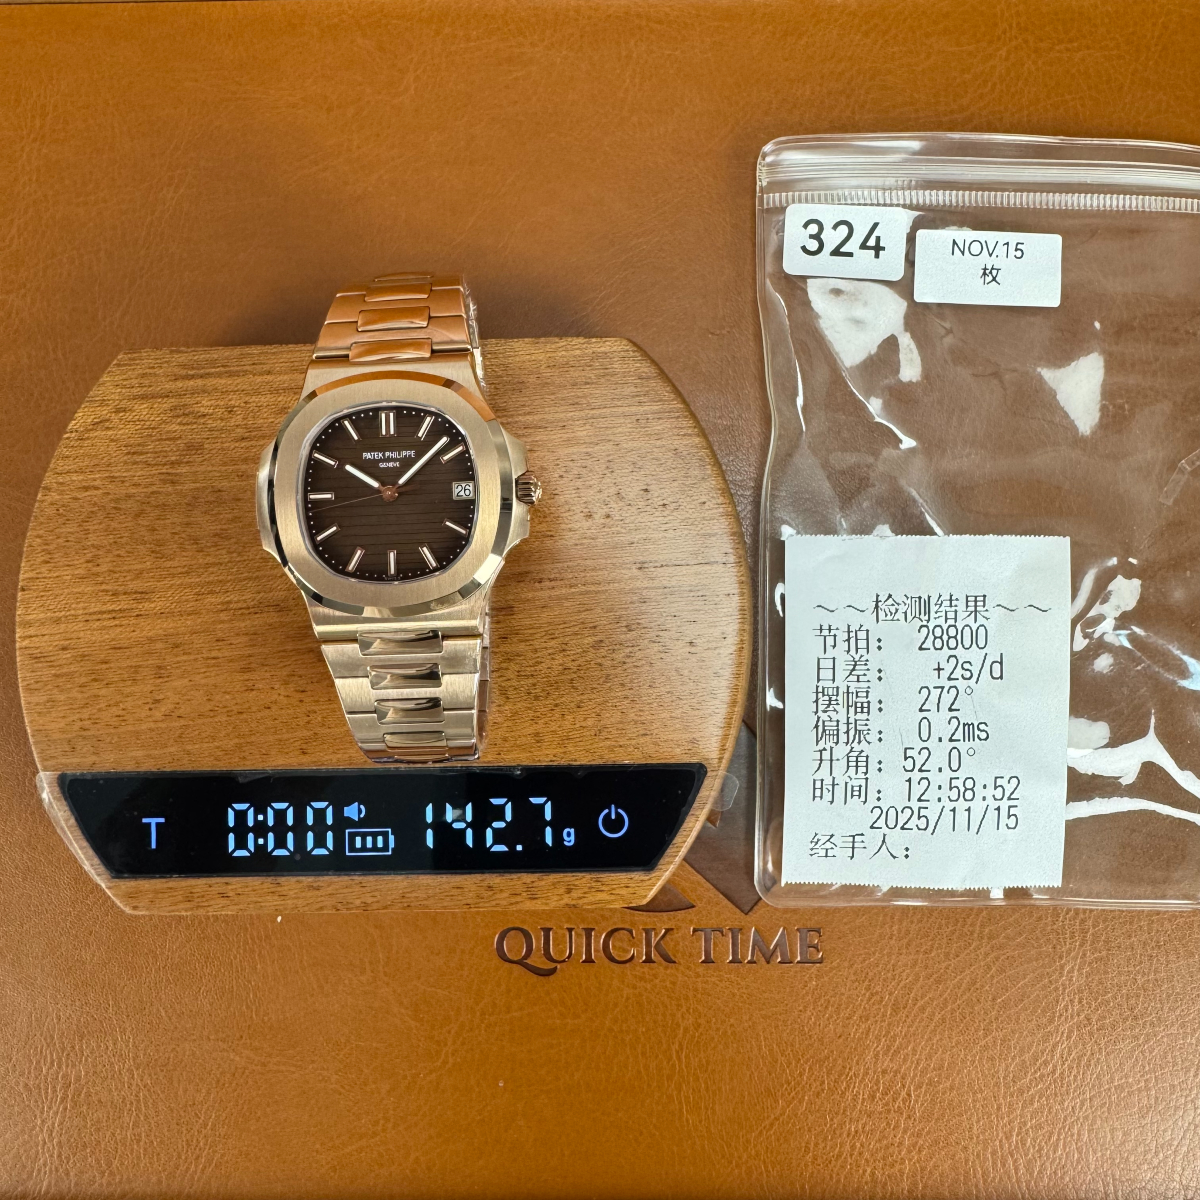 PATEK PHILIPPE
GENEVE
26
T 0:00 142.7 g
324
NOV.15
枚
~~检测结果~~
节拍: 28800
日差: +2s/d
摆幅: 272°
偏振: 0.2ms
升角: 52.0°
时间: 12:58:52
2025/11/15
经手人:
QUICK TIME